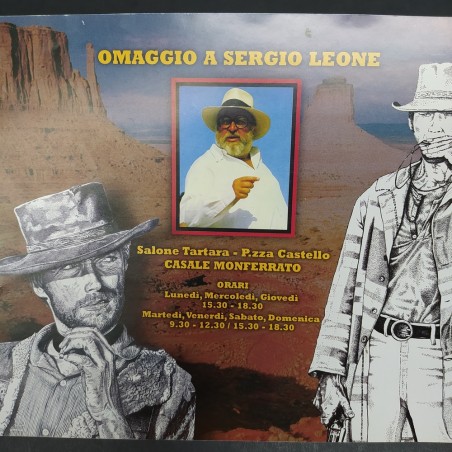 OMAGGIO A SERGIO LEONE
Salone Tartara - P.zza Castello
CASALE MONFERRATO
ORARI
Lunedì, Mercoledì, Giovedì
15.30 - 18.30
Martedì, Venerdì, Sabato, Domenica
9.30 - 12.30 / 15.30 - 18.30